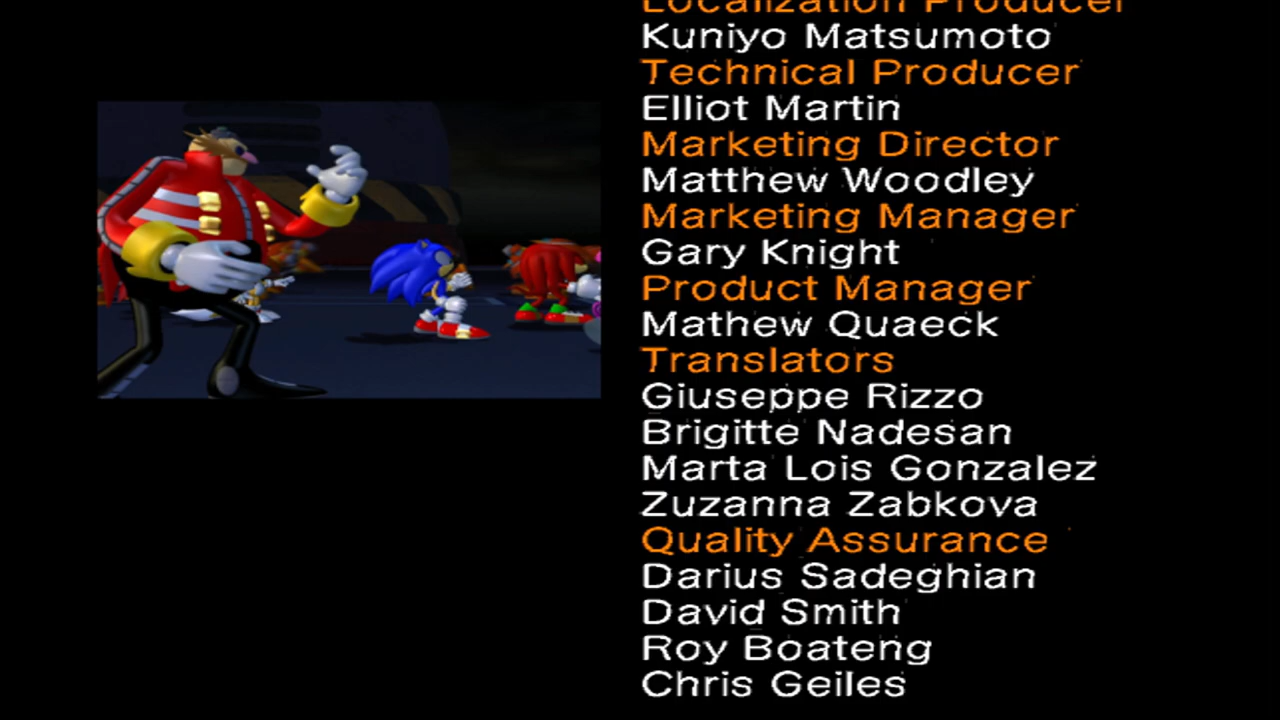 Localization Producer
Kuniyo Matsumoto
Technical Producer
Elliot Martin
Marketing Director
Matthew Woodley
Marketing Manager
Gary Knight
Product Manager
Mathew Quaeck
Translators
Giuseppe Rizzo
Brigitte Nadesan
Marta Lois Gonzalez
Zuzanna Zabkova
Quality Assurance
Darius Sadeghian
David Smith
Roy Boateng
Chris Geiles